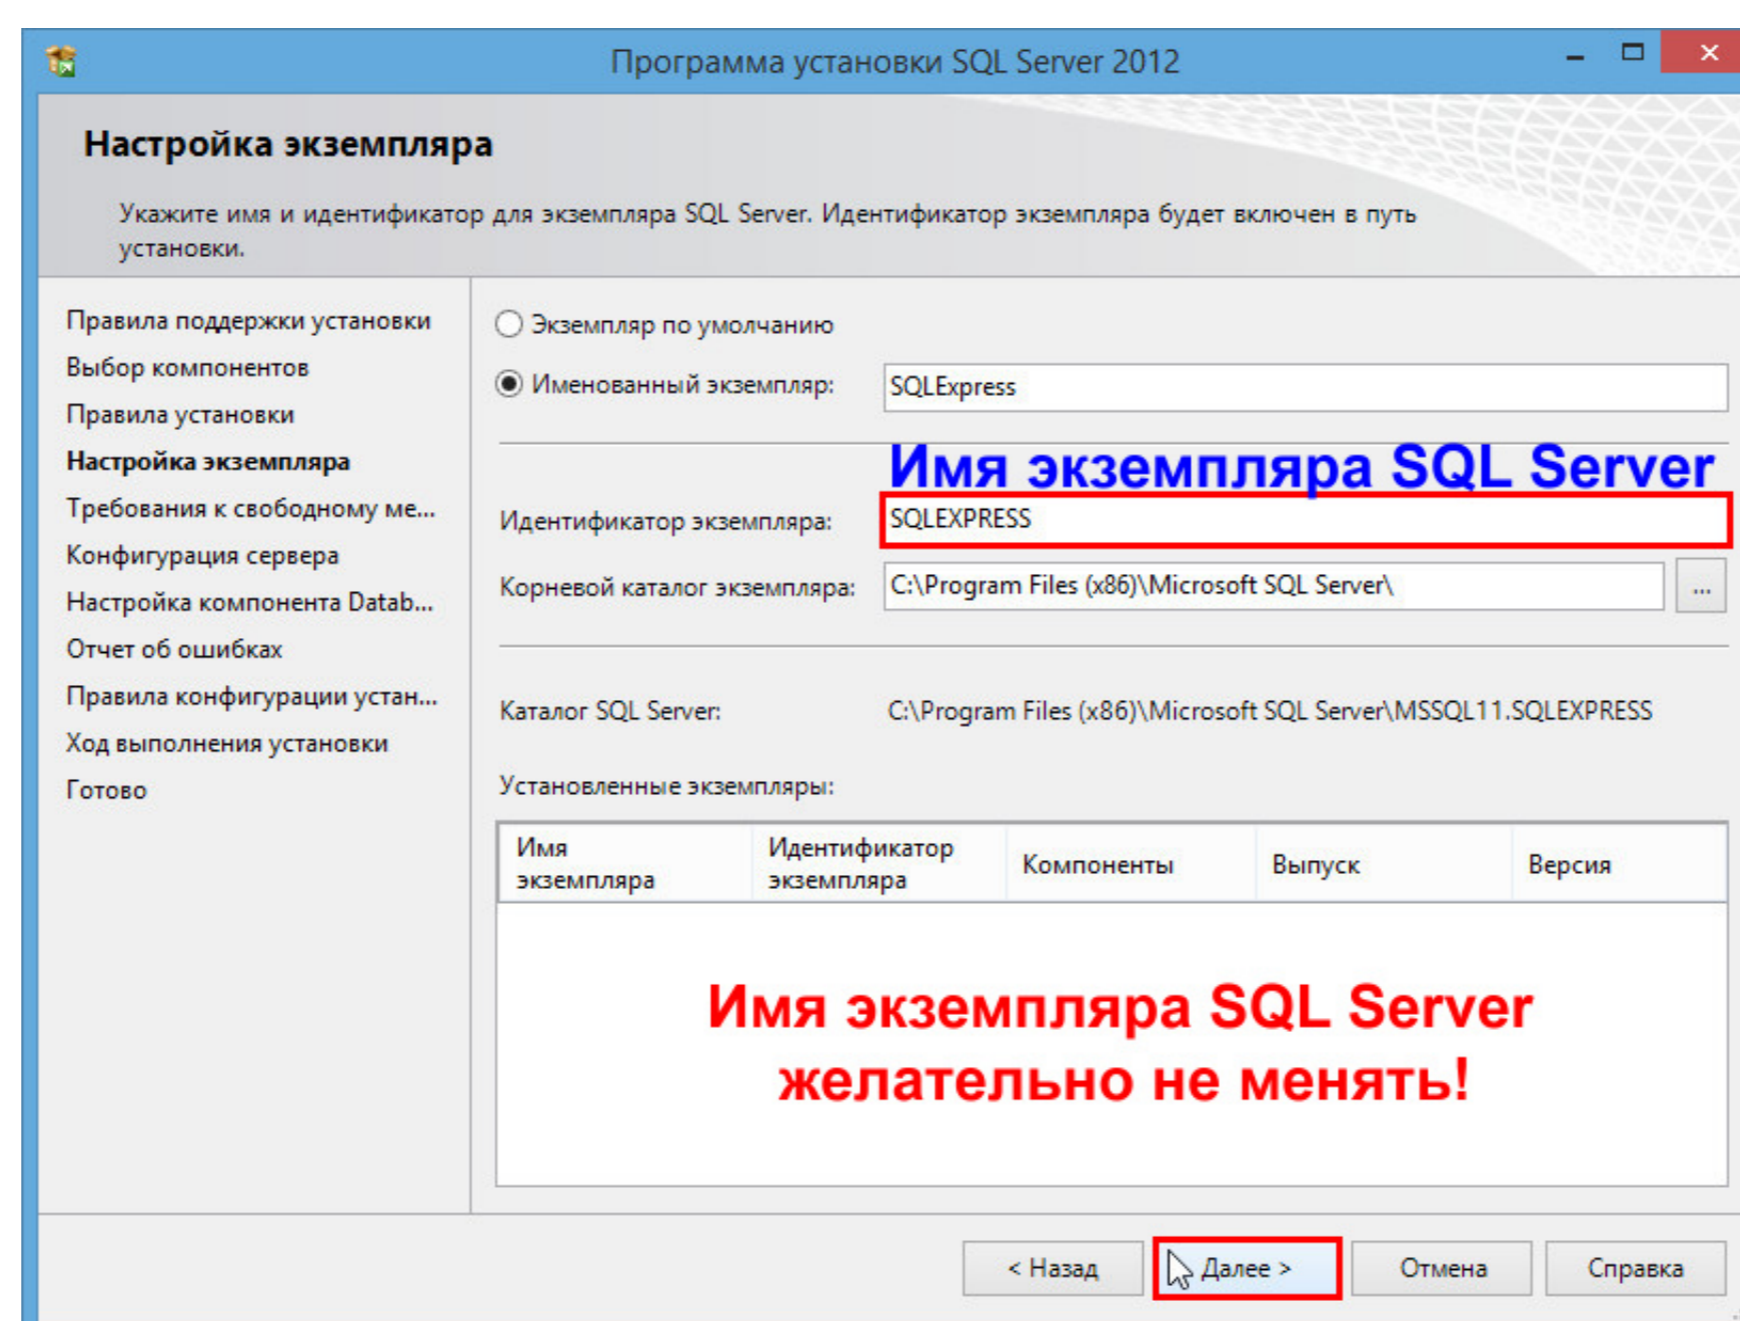 Программа установки SQL Server 2012
Настройка экземпляра
Укажите имя и идентификатор для экземпляра SQL Server. Идентификатор экземпляра будет включен в путь
установки.
Правила поддержки установки
Выбор компонентов
Правила установки
Настройка экземпляра
Требования к свободному ме...
Конфигурация сервера
Настройка компонента Datab...
Отчет об ошибках
Правила конфигурации устан...
Ход выполнения установки
Готово
Экземпляр по умолчанию
Именованный экземпляр: SQLExpress
Имя экземпляра SQL Server
Идентификатор экземпляра: SQLEXPRESS
Корневой каталог экземпляра: C:\Program Files (x86)\Microsoft SQL Server\ ...
Каталог SQL Server: C:\Program Files (x86)\Microsoft SQL Server\MSSQL11.SQLEXPRESS
Установленные экземпляры:
Имя
экземпляра
Идентификатор
экземпляра
Компоненты
Выпуск
Версия
Имя экземпляра SQL Server
желательно не менять!
< Назад
Далее >
Отмена
Справка